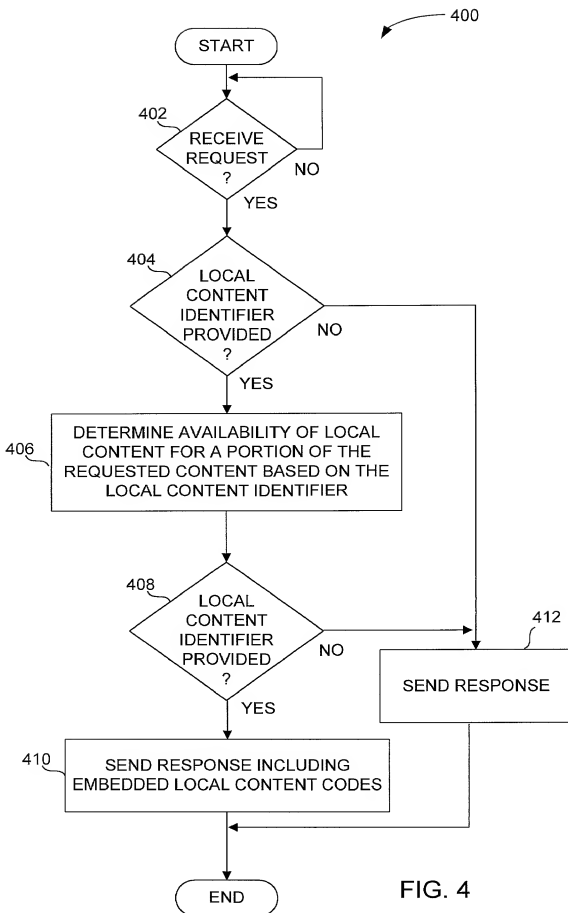 400
START
402
RECEIVE
REQUEST
?
NO
YES
404
LOCAL
CONTENT
IDENTIFIER
PROVIDED
?
NO
YES
406
DETERMINE AVAILABILITY OF LOCAL
CONTENT FOR A PORTION OF THE
REQUESTED CONTENT BASED ON THE
LOCAL CONTENT IDENTIFIER
408
LOCAL
CONTENT
IDENTIFIER
PROVIDED
?
NO
YES
412
SEND RESPONSE
410
SEND RESPONSE INCLUDING
EMBEDDED LOCAL CONTENT CODES
END
FIG. 4